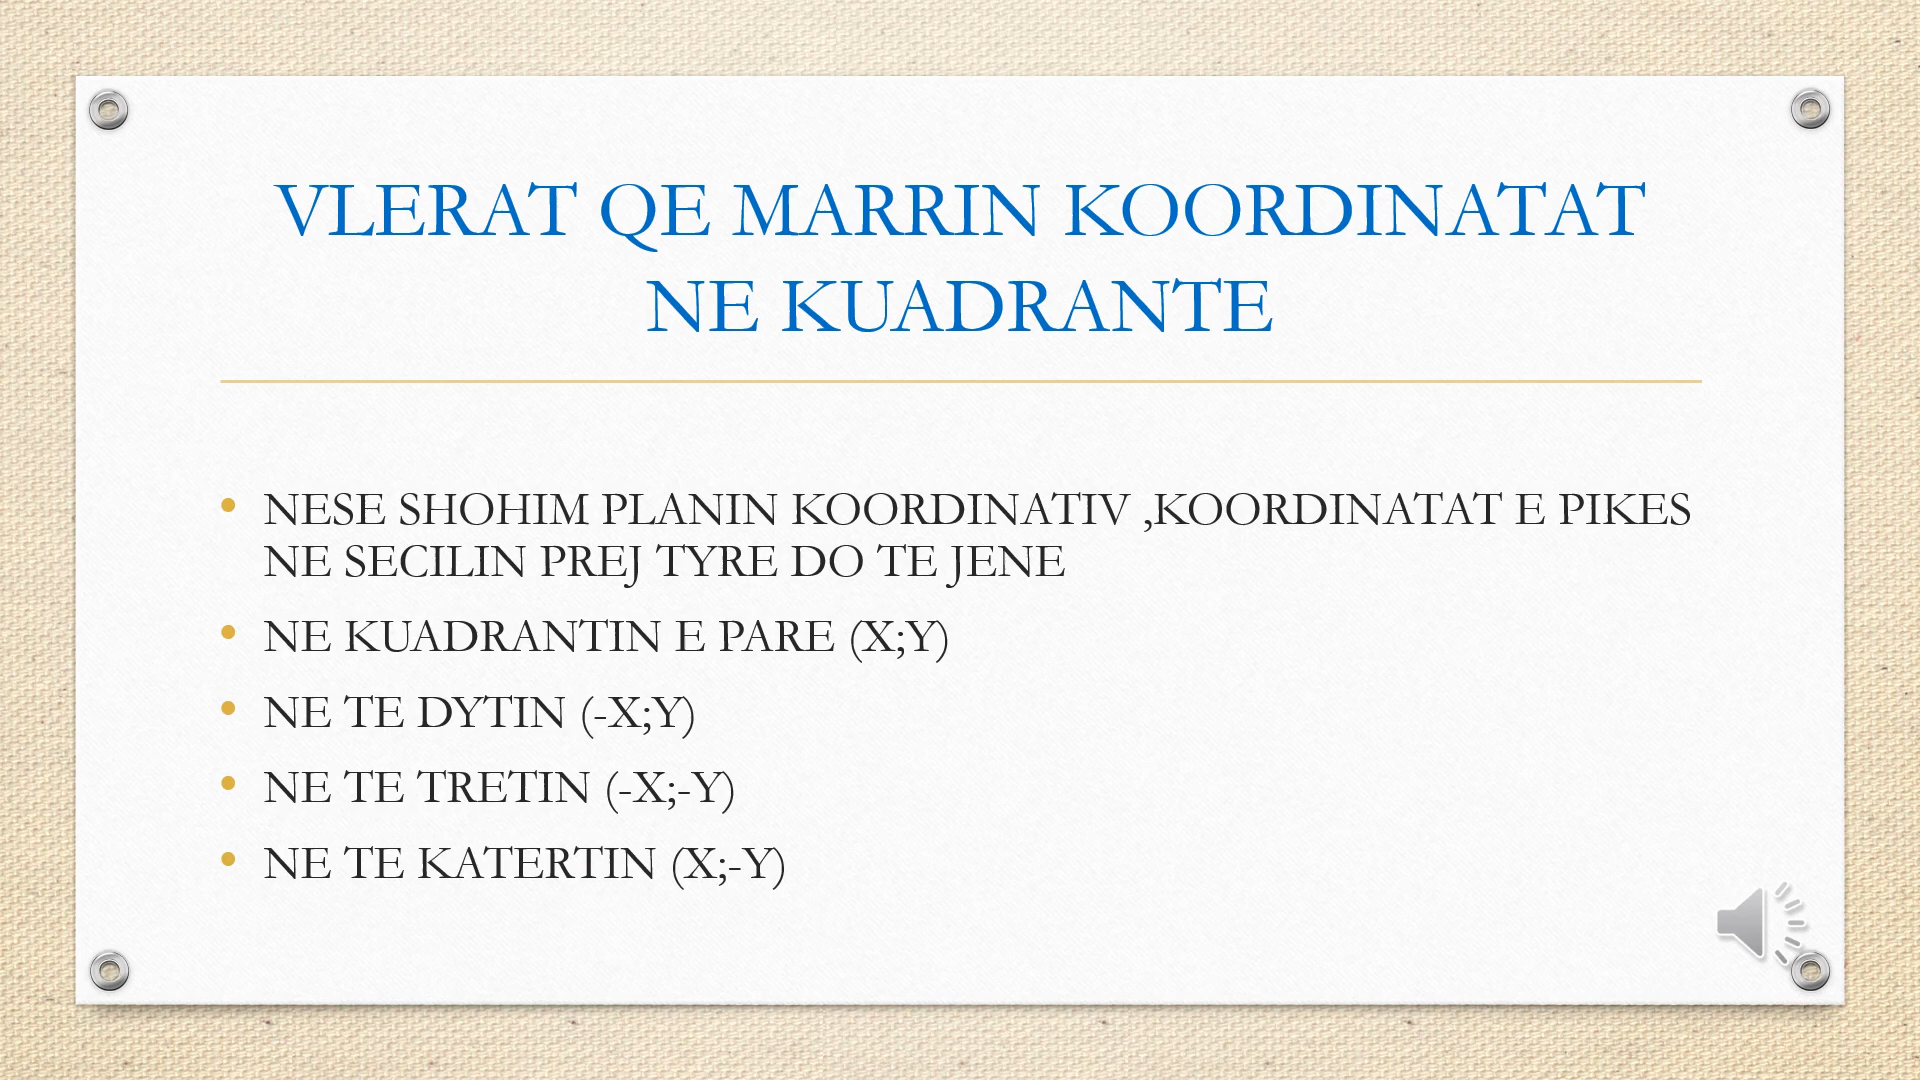 VLERAT QE MARRIN KOORDINATAT
NE KUADRANTE
• NESE SHOHIM PLANIN KOORDINATIV ,KOORDINATAT E PIKES
NE SECILIN PREJ TYRE DO TE JENE
• NE KUADRANTIN E PARE (X;Y)
• NE TE DYTIN (-X;Y)
• NE TE TRETIN (-X;-Y)
• NE TE KATERTIN (X;-Y)